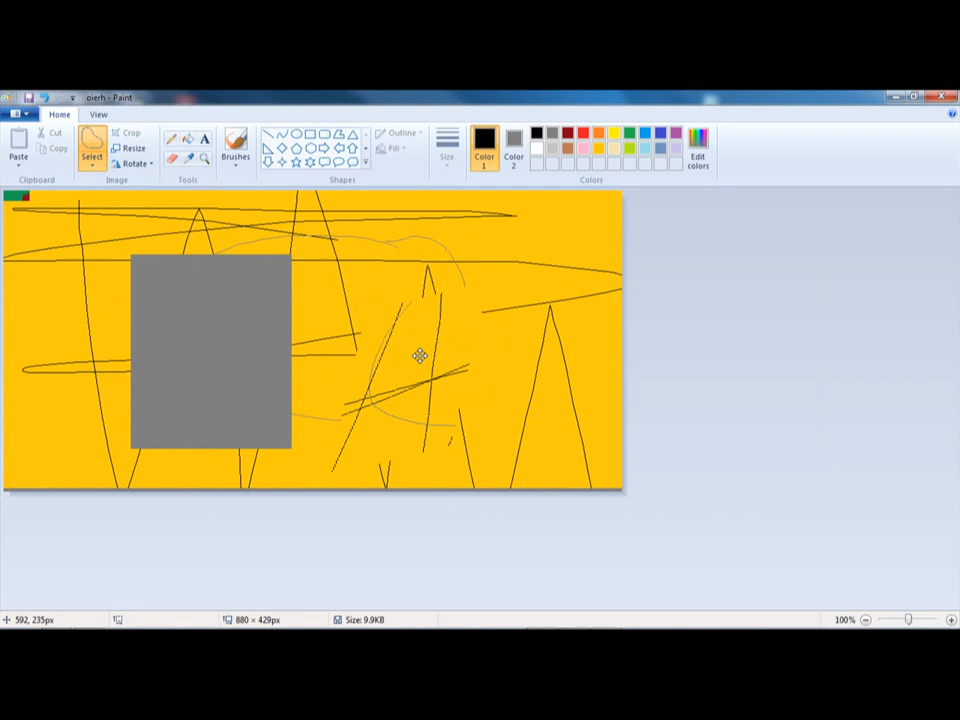 oierh - Paint
Home View
Paste
Cut
Copy
Clipboard
Select
Crop
Resize
Rotate
Image
A
Tools
Brushes
Outline
Fill
Shapes
Size
Color 1
Color 2
Edit colors
Colors
592, 235px 880 × 429px Size: 9.9KB 100%